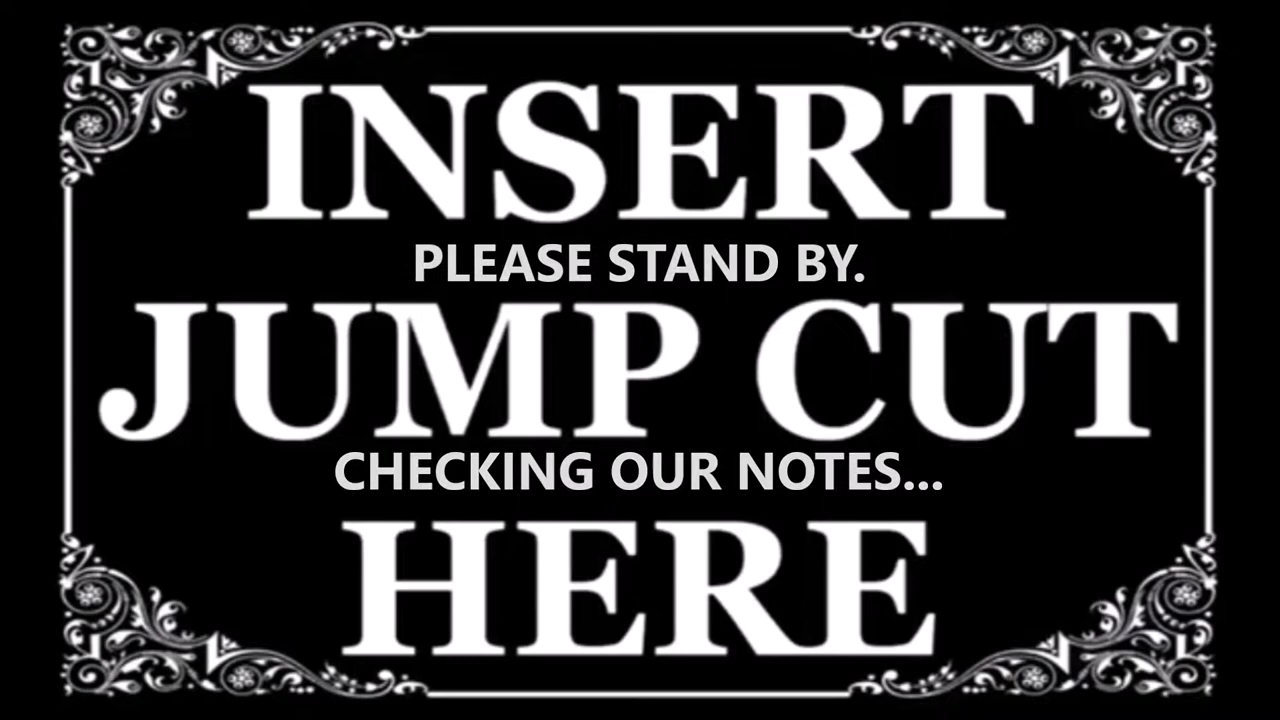 INSERT
PLEASE STAND BY.
JUMP CUT
CHECKING OUR NOTES...
HERE